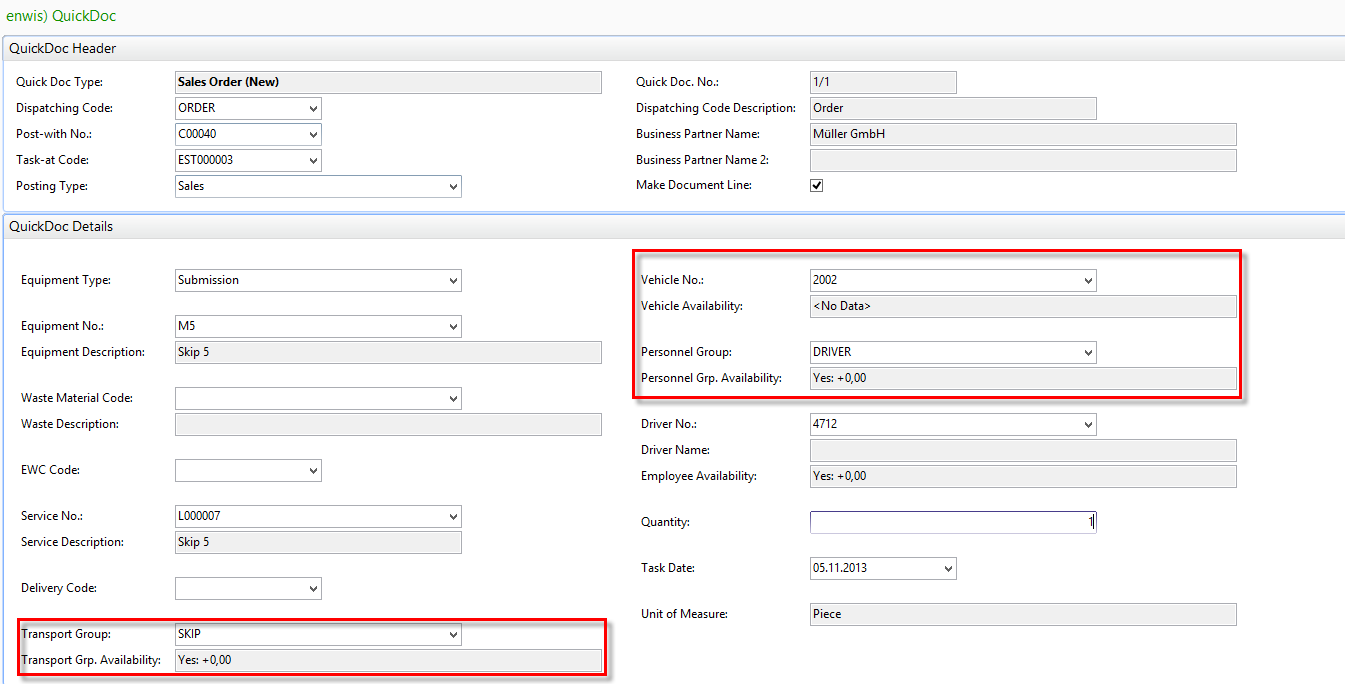 enwis) QuickDoc
QuickDoc Header
Quick Doc Type: Sales Order (New)
Quick Doc. No.: 1/1
Dispatching Code: ORDER
Dispatching Code Description: Order
Post-with No.: C00040
Business Partner Name: Müller GmbH
Task-at Code: EST000003
Business Partner Name 2:
Posting Type: Sales
Make Document Line:
QuickDoc Details
Equipment Type: Submission
Equipment No.: M5
Equipment Description: Skip 5
Waste Material Code:
Waste Description:
EWC Code:
Service No.: L000007
Service Description: Skip 5
Delivery Code:
Transport Group: SKIP
Transport Grp. Availability: Yes: +0,00
Vehicle No.: 2002
Vehicle Availability: <No Data>
Personnel Group: DRIVER
Personnel Grp. Availability: Yes: +0,00
Driver No.: 4712
Driver Name:
Employee Availability: Yes: +0,00
Quantity: 1
Task Date: 05.11.2013
Unit of Measure: Piece